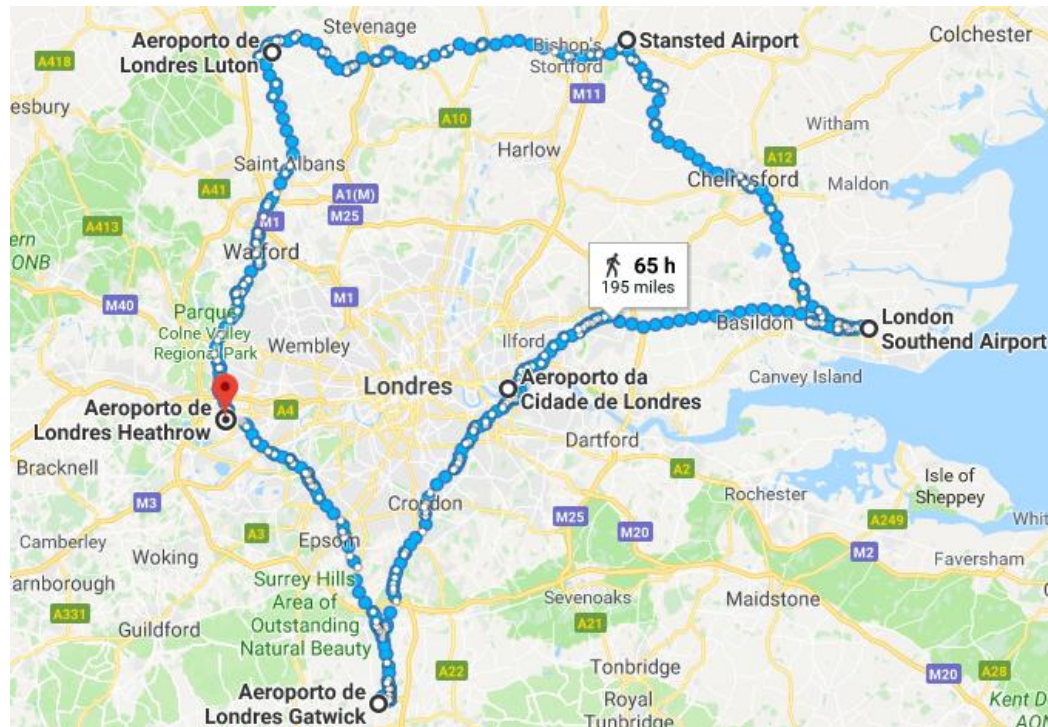 Stevenage
Colchester
Aeroporto de
Londres Luton
Stansted Airport
Bishop's
Stortford
A418
esbury
M11
A10
Witham
Harlow
A12
Saint Albans
Chelmsford
Maldon
A41
A1(M)
M25
M1
A413
ern
ONB
Watford
65 h
195 miles
M40
M1
Parque
Colne Valley
Regional Park
Wembley
Ilford
Basildon
London
Southend Airport
Londres
Canvey Island
Aeroporto da
Cidade de Londres
Aeroporto de
Londres Heathrow
A4
Dartford
Bracknell
A2
Isle of
Sheppey
M3
Croydon
Rochester
A3
M25
M20
A249
Whit
Camberley
Woking
Epsom
M2
Faversham
arnborough
Surrey Hills
Area of
Outstanding
Natural Beauty
Sevenoaks
Maidstone
A331
Guildford
A21
A22
Tonbridge
M20
A28
Aeroporto de
Londres Gatwick
Royal
Tunbridge
Kent D
AO